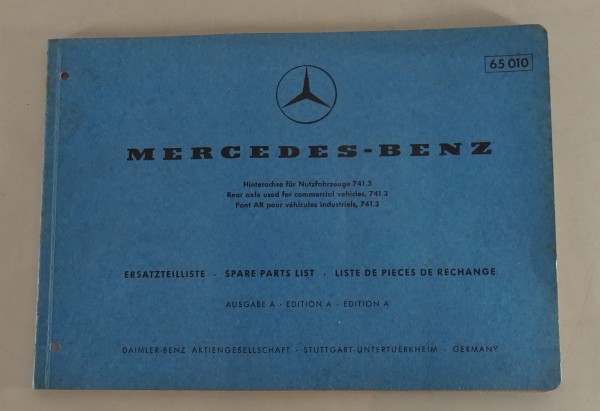 65 010
MERCEDES-BENZ
Hinterachse für Nutzfahrzeuge 741.3
Rear axle used for commercial vehicles, 741.3
Pont AR pour véhicules industriels, 741.3
ERSATZTEILLISTE · SPARE PARTS LIST · LISTE DE PIECES DE RECHANGE
AUSGABE A · EDITION A · EDITION A
DAIMLER-BENZ AKTIENGESELLSCHAFT · STUTTGART-UNTERTUERKHEIM · GERMANY